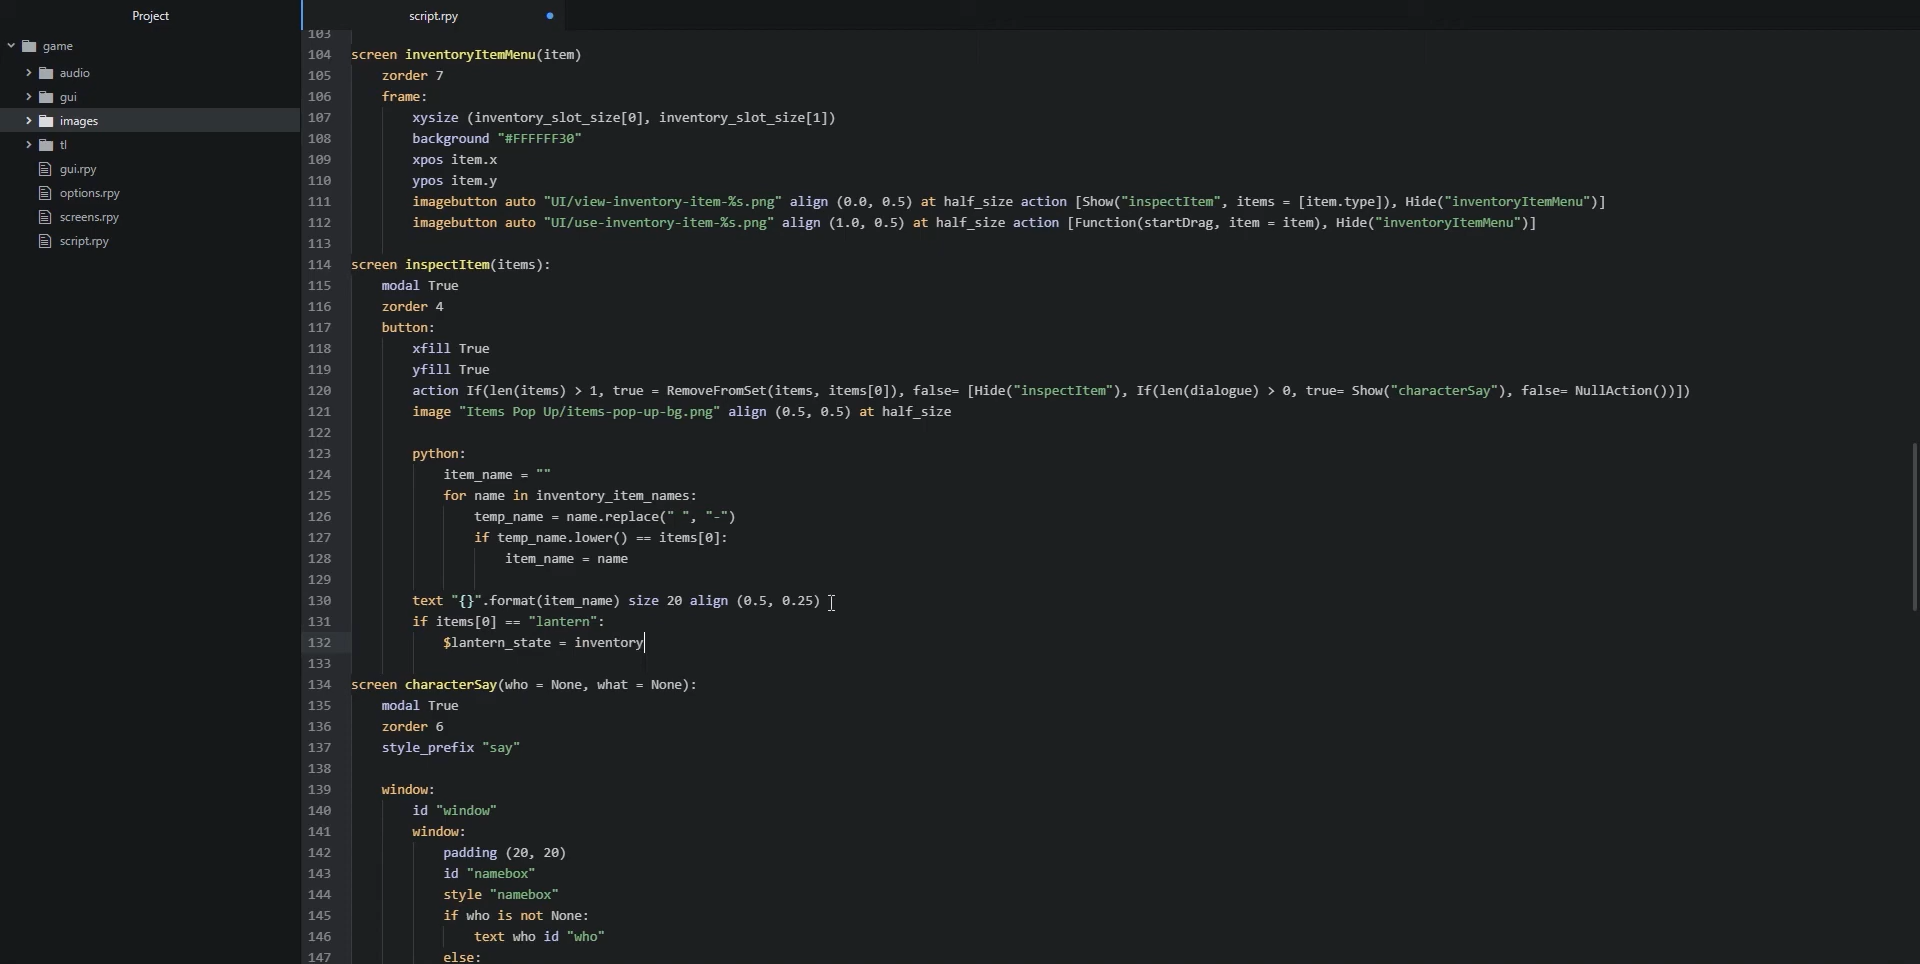 Project
script.rpy
game
audio
gui
images
tl
gui.rpy
options.rpy
screens.rpy
script.rpy
103
104 screen inventoryItemMenu(item)
105 zorder 7
106 frame:
107 xysize (inventory_slot_size[0], inventory_slot_size[1])
108 background "#FFFFFF30"
109 xpos item.x
110 ypos item.y
111 imagebutton auto "UI/view-inventory-item-%s.png" align (0.0, 0.5) at half_size action [Show("inspectItem", items = [item.type]), Hide("inventoryItemMenu")]
112 imagebutton auto "UI/use-inventory-item-%s.png" align (1.0, 0.5) at half_size action [Function(startDrag, item = item), Hide("inventoryItemMenu")]
113
114 screen inspectItem(items):
115 modal True
116 zorder 4
117 button:
118 xfill True
119 yfill True
120 action If(len(items) > 1, true = RemoveFromSet(items, items[0]), false= [Hide("inspectItem"), If(len(dialogue) > 0, true= Show("characterSay"), false= NullAction())])
121 image "Items Pop Up/items-pop-up-bg.png" align (0.5, 0.5) at half_size
122
123 python:
124 item_name = ""
125 for name in inventory_item_names:
126 temp_name = name.replace(" ", "-")
127 if temp_name.lower() == items[0]:
128 item_name = name
129
130 text "{}".format(item_name) size 20 align (0.5, 0.25)
131 if items[0] == "lantern":
132 $lantern_state = inventory
133
134 screen characterSay(who = None, what = None):
135 modal True
136 zorder 6
137 style_prefix "say"
138
139 window:
140 id "window"
141 window:
142 padding (20, 20)
143 id "namebox"
144 style "namebox"
145 if who is not None:
146 text who id "who"
147 else: